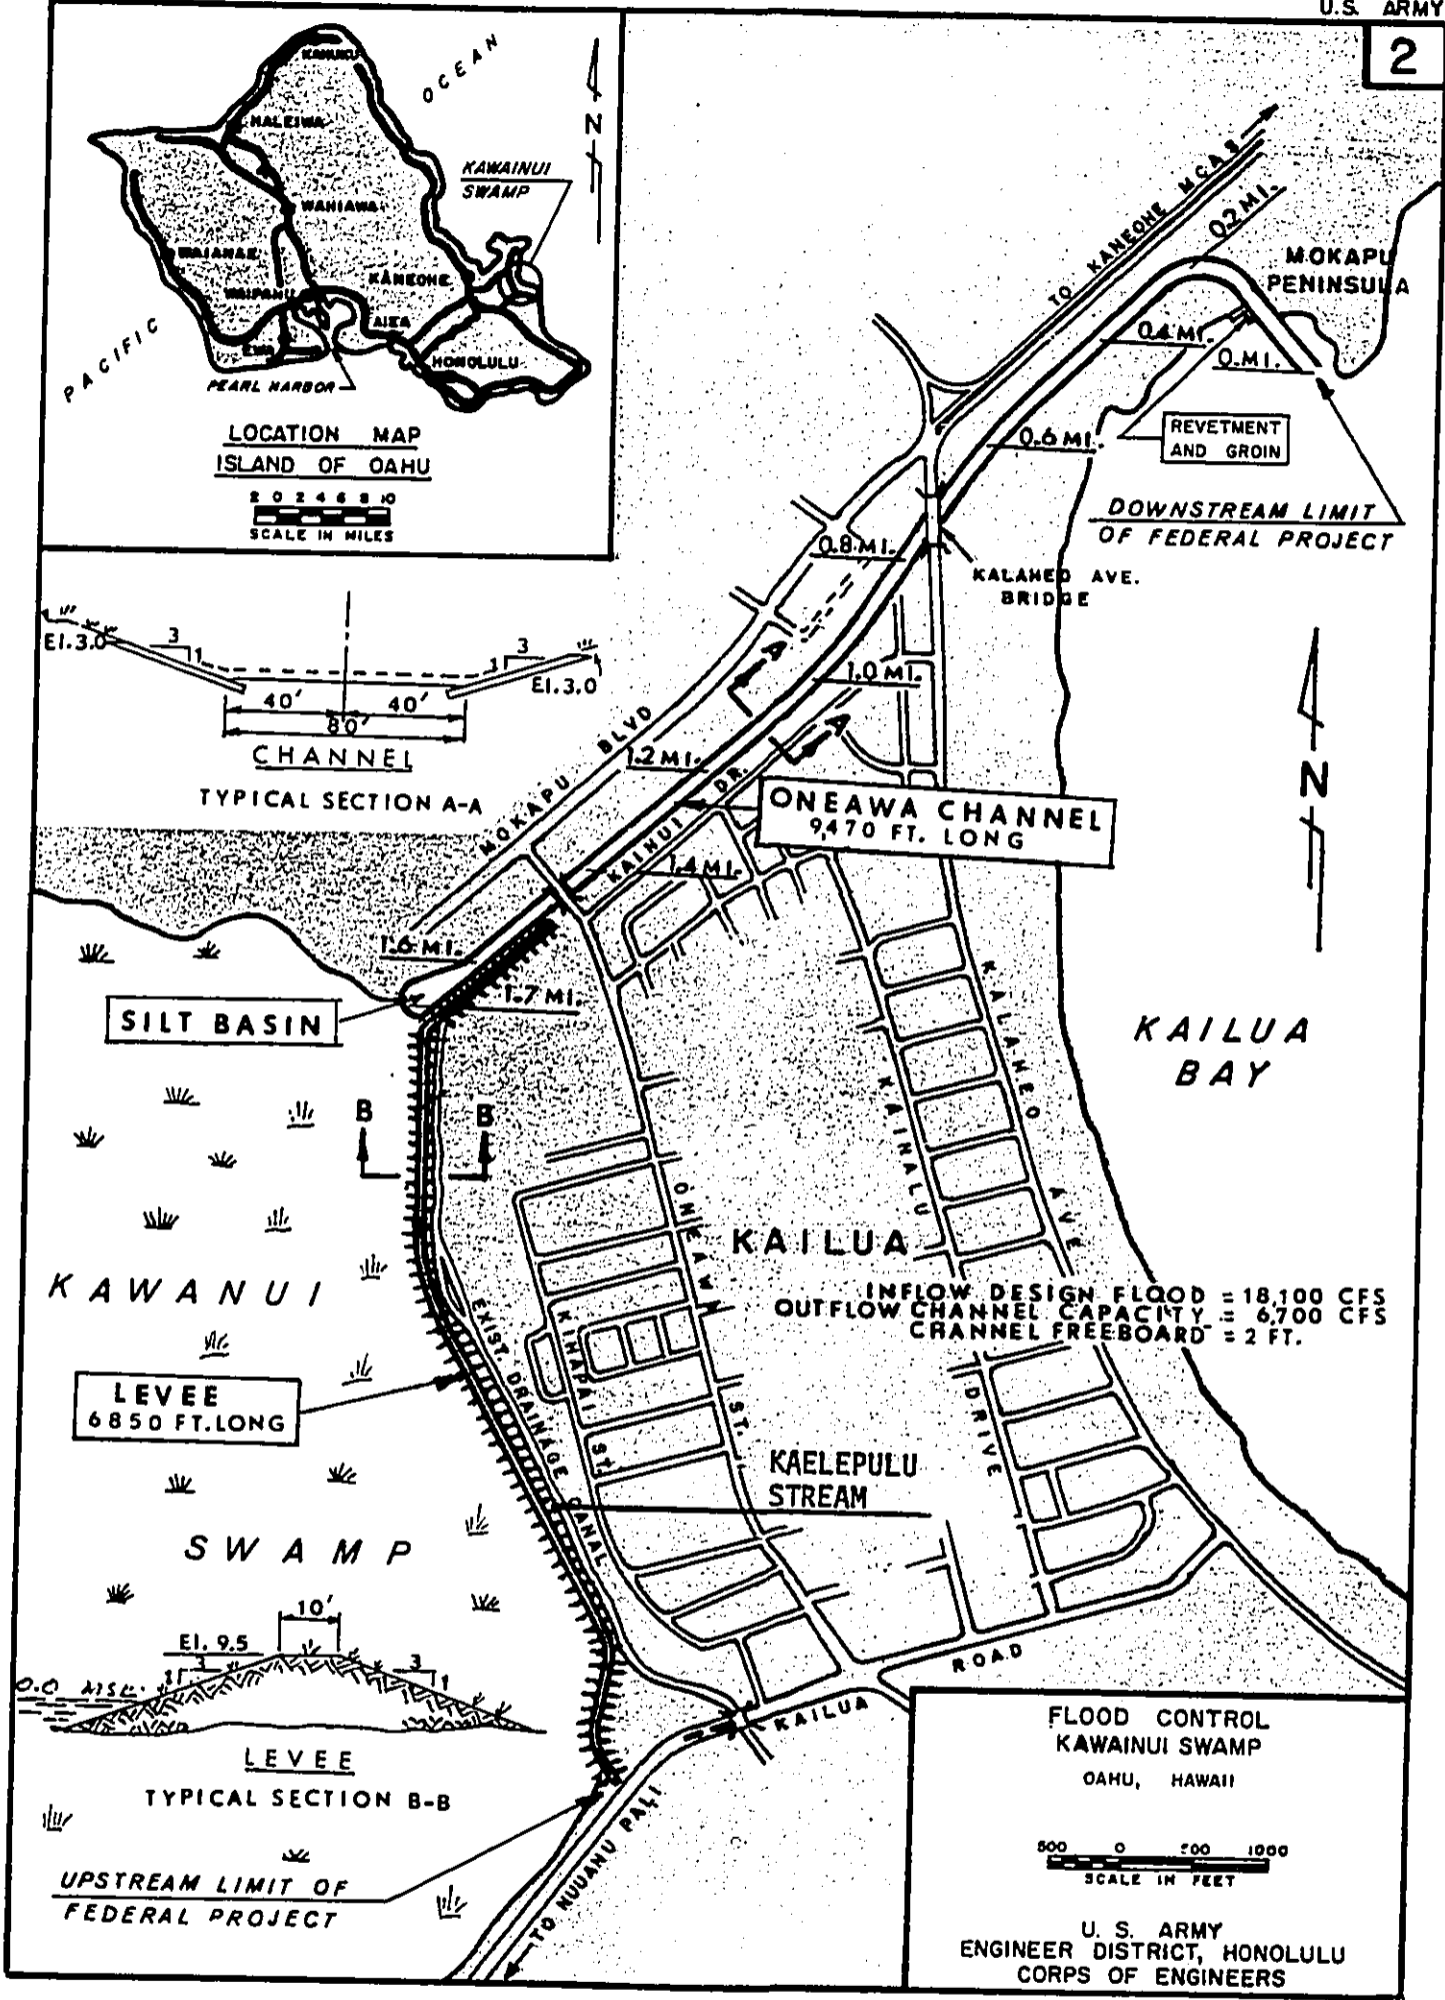 U.S. ARMY
2
OCEAN
N
KAHUKU
HALEIWA
KAWAINUI
SWAMP
WAHIAWA
WAIANAE
KANEOHE
WAIPAHU
AIEA
EWA
HONOLULU
PACIFIC
PEARL HARBOR
LOCATION MAP
ISLAND OF OAHU
2 0 2 4 6 8 10
SCALE IN MILES
TO KANEOHE MCAS
0.2 MI.
MOKAPU
PENINSULA
0.4 MI.
0. MI.
0.6 MI.
REVETMENT
AND GROIN
DOWNSTREAM LIMIT
OF FEDERAL PROJECT
0.8 MI.
KALAHEO AVE.
BRIDGE
El. 3.0
3
1
3
1
El. 3.0
40'
40'
80'
CHANNEL
TYPICAL SECTION A-A
A
1.0 MI.
A
N
MOKAPU BLVD
1.2 MI.
KAINUI DR.
ONEAWA CHANNEL
9,470 FT. LONG
1.4 MI.
1.6 MI.
1.7 MI.
SILT BASIN
KAILUA
BAY
KALAHEO AVE
KAINALU DRIVE
B
B
ONEAWA ST.
KAILUA
KAWANUI
INFLOW DESIGN FLOOD = 18,100 CFS
OUTFLOW CHANNEL CAPACITY = 6,700 CFS
CHANNEL FREEBOARD = 2 FT.
EXIST. DRAINAGE CANAL
KIHAPAI ST.
LEVEE
6850 FT. LONG
KAELEPULU
STREAM
SWAMP
10'
El. 9.5
3
1
3
1
0.0
LEVEE
TYPICAL SECTION B-B
KAILUA ROAD
UPSTREAM LIMIT OF
FEDERAL PROJECT
TO NUUANU PALI
FLOOD CONTROL
KAWAINUI SWAMP
OAHU, HAWAII
500 0 500 1000
SCALE IN FEET
U. S. ARMY
ENGINEER DISTRICT, HONOLULU
CORPS OF ENGINEERS